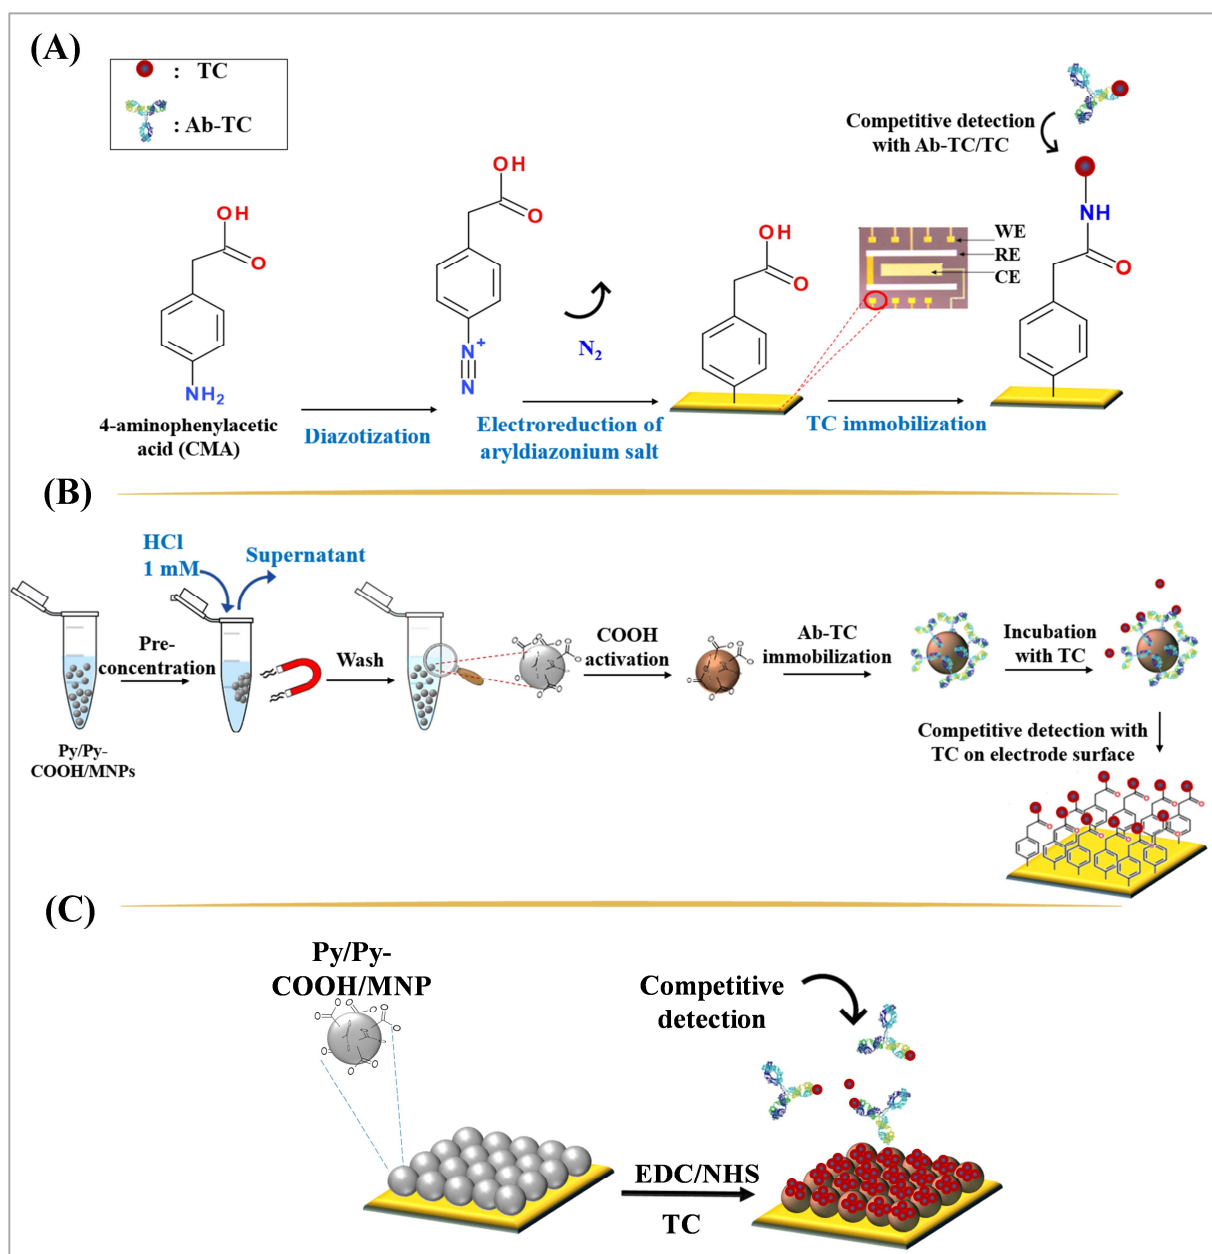 (A)
: TC
: Ab-TC
Competitive detection
with Ab-TC/TC
OH
O
NH2
4-aminophenylacetic
acid (CMA)
Diazotization
OH
O
N+
N
N2
Electroreduction of
aryldiazonium salt
OH
O
WE
RE
CE
TC immobilization
NH
O
(B)
HCl
1 mM
Supernatant
Pre-
concentration
Wash
COOH
activation
Ab-TC
immobilization
Incubation
with TC
Py/Py-
COOH/MNPs
Competitive detection with
TC on electrode surface
(C)
Py/Py-
COOH/MNP
Competitive
detection
EDC/NHS
TC